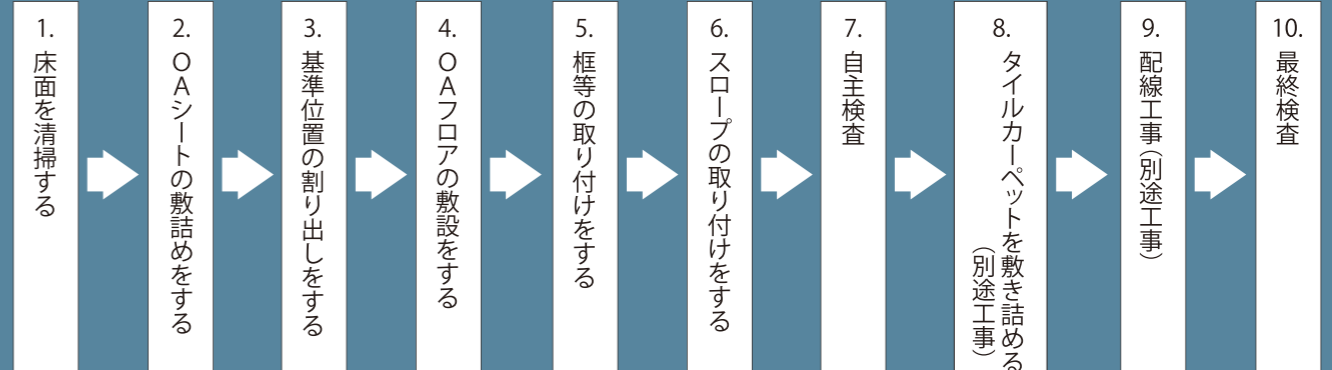 1.
床面を清掃する
2.
OAシートの敷詰めをする
3.
基準位置の割り出しをする
4.
OAフロアの敷設をする
5.
框等の取り付けをする
6.
スロープの取り付けをする
7.
自主検査
8.
タイルカーペットを敷き詰める
(別途工事)
9.
配線工事(別途工事)
10.
最終検査